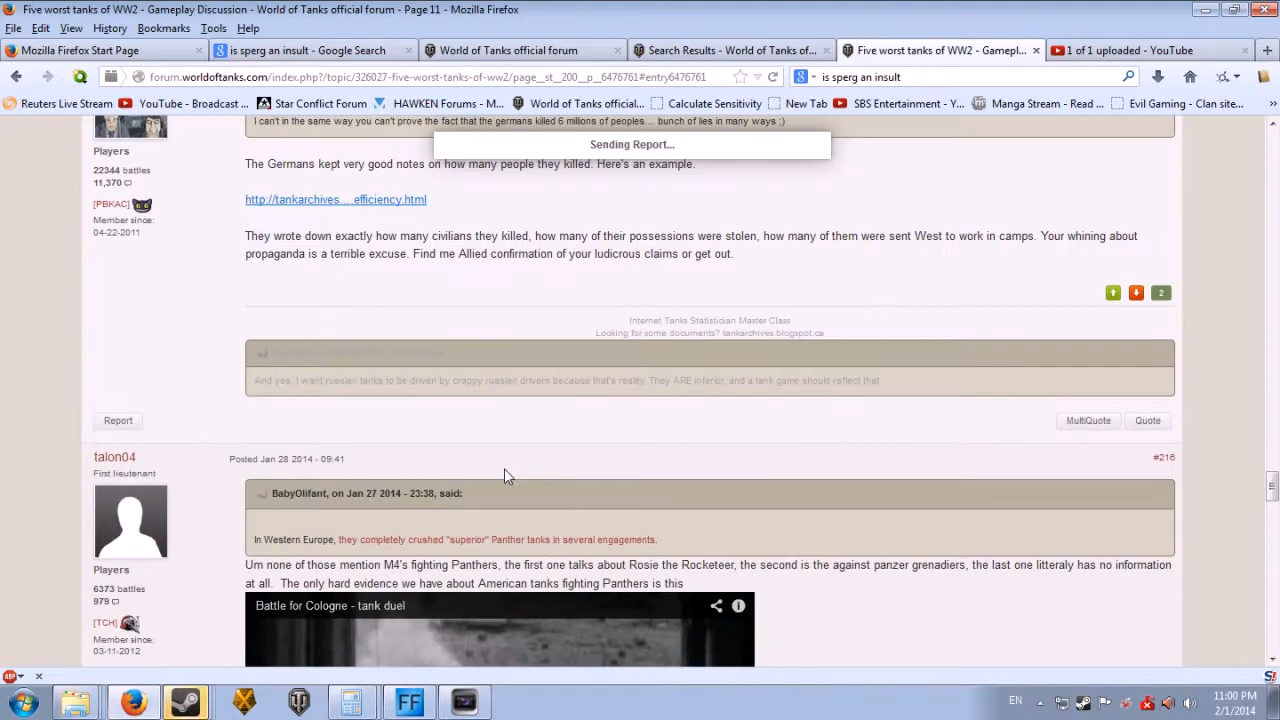 Five worst tanks of WW2 - Gameplay Discussion - World of Tanks official forum - Page 11 - Mozilla Firefox
File Edit View History Bookmarks Tools Help
Mozilla Firefox Start Page × is sperg an insult - Google Search × World of Tanks official forum × Search Results - World of Tanks of... × Five worst tanks of WW2 - Gamepl... × 1 of 1 uploaded - YouTube ×
forum.worldoftanks.com/index.php?/topic/326027-five-worst-tanks-of-ww2/page__st__200__p__6476761#entry6476761 is sperg an insult
Reuters Live Stream YouTube - Broadcast ... Star Conflict Forum HAWKEN Forums - M... World of Tanks official... Calculate Sensitivity New Tab SBS Entertainment - Y... Manga Stream - Read ... Evil Gaming - Clan site...
I can't in the same way you can't prove the fact that the germans killed 6 millions of peoples.... bunch of lies in many ways ;)
Sending Report...
Players
22344 battles
11,370
[PBKAC]
Member since:
04-22-2011
The Germans kept very good notes on how many people they killed. Here's an example.
http://tankarchives....efficiency.html
They wrote down exactly how many civilians they killed, how many of their possessions were stolen, how many of them were sent West to work in camps. Your whining about
propaganda is a terrible excuse. Find me Allied confirmation of your ludicrous claims or get out.
2
Internet Tanks Statistician Master Class
Looking for some documents? tankarchives.blogspot.ca
And yes, I want russian tanks to be driven by crappy russian drivers because that's reality. They ARE inferior, and a tank game should reflect that
Report MultiQuote Quote
talon04 Posted Jan 28 2014 - 09:41 #216
First lieutenant
BabyOlifant, on Jan 27 2014 - 23:38, said:
In Western Europe, they completely crushed "superior" Panther tanks in several engagements.
Players
6373 battles
979
[TCH]
Member since:
03-11-2012
Um none of those mention M4's fighting Panthers, the first one talks about Rosie the Rocketeer, the second is the against panzer grenadiers, the last one litteraly has no information
at all. The only hard evidence we have about American tanks fighting Panthers is this
Battle for Cologne - tank duel
ABP ×
FF EN 11:00 PM
2/1/2014